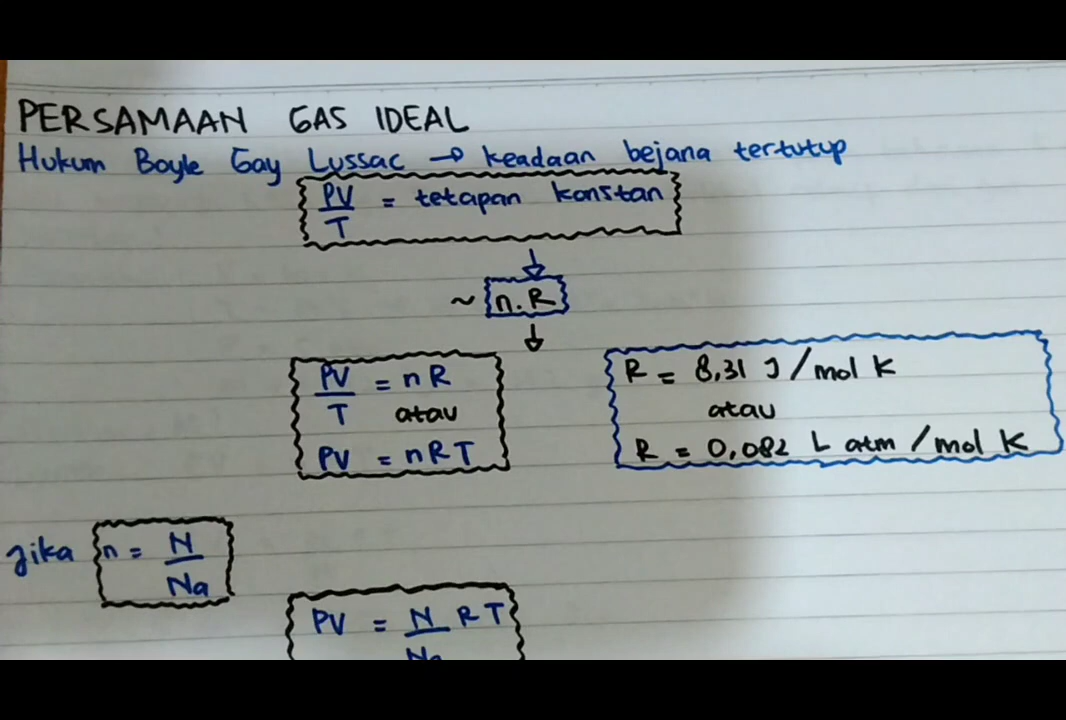 PERSAMAAN GAS IDEAL
Hukum Boyle Gay Lussac → keadaan bejana tertutup
PV/T = tetapan konstan
~ n.R
PV/T = nR
atau
PV = nRT
R = 8,31 J/mol K
atau
R = 0,082 L atm/mol K
jika n = N/Na
PV = N/Na RT